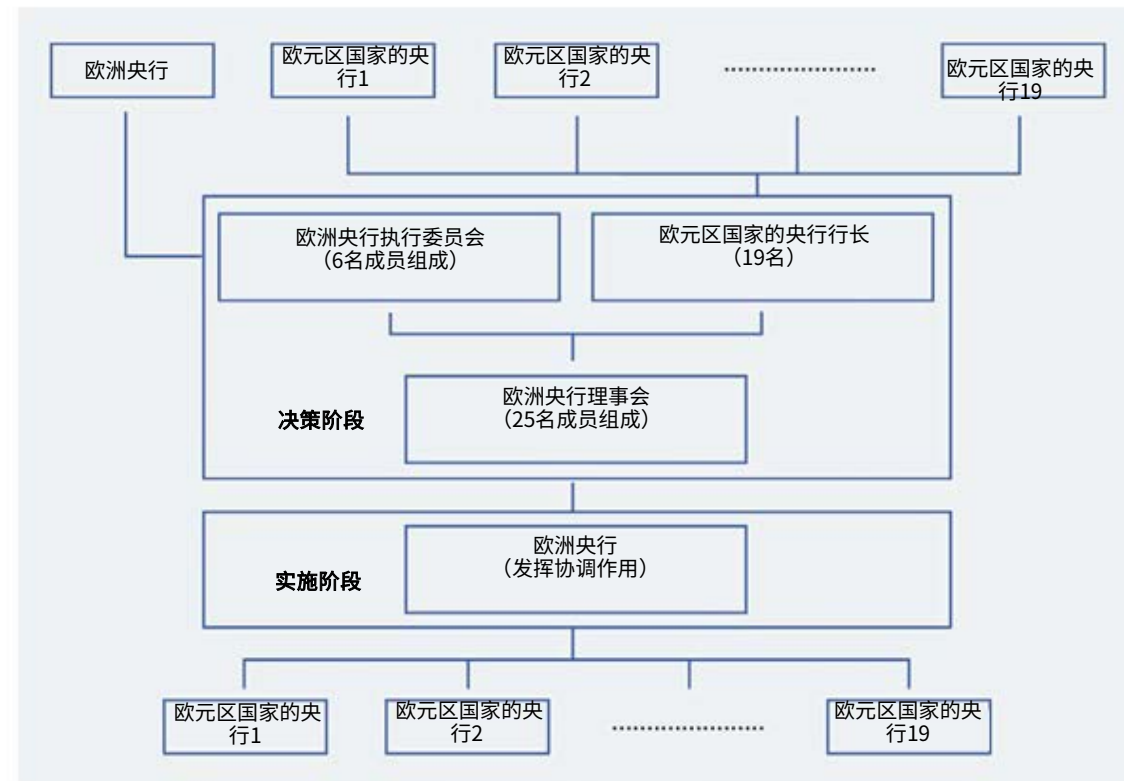 欧洲央行
欧元区国家的央
行1
欧元区国家的央
行2
.........................
欧元区国家的央
行19
欧洲央行执行委员会
（6名成员组成）
欧元区国家的央行行长
（19名）
欧洲央行理事会
（25名成员组成）
决策阶段
欧洲央行
（发挥协调作用）
实施阶段
欧元区国家的央
行1
欧元区国家的央
行2
.........................
欧元区国家的央
行19